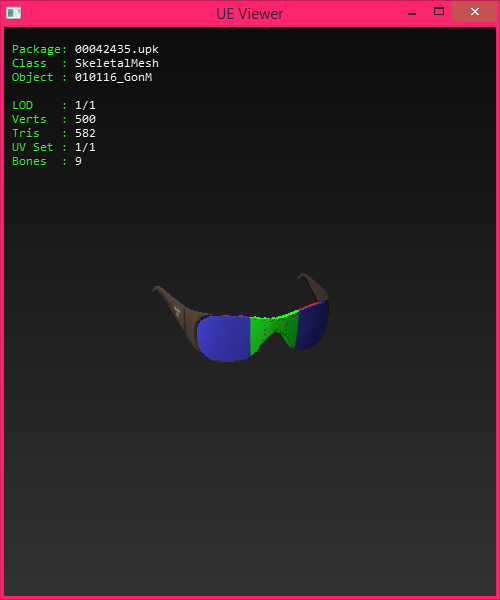 UE Viewer
Package: 00042435.upk
Class : SkeletalMesh
Object : 010116_GonM
LOD : 1/1
Verts : 500
Tris : 582
UV Set : 1/1
Bones : 9